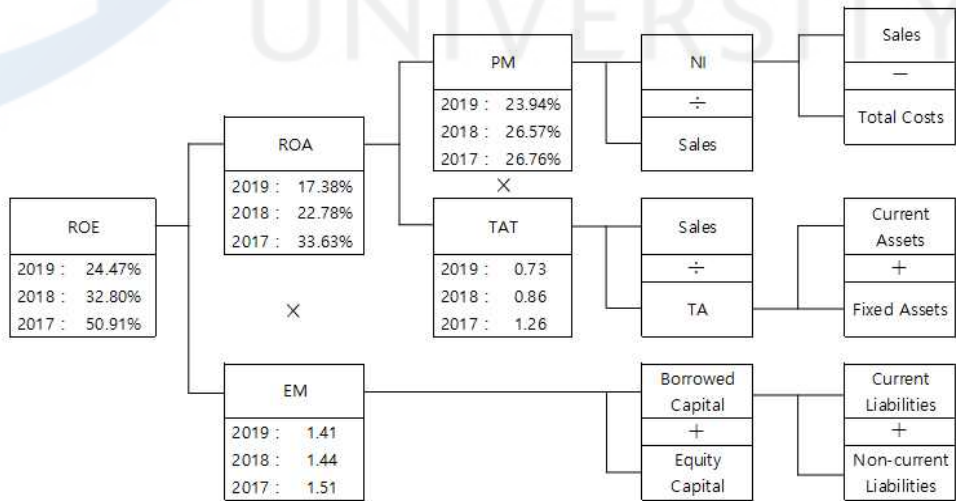 UNIVERSITY
Sales
−
Total Costs
PM
2019 : 23.94%
2018 : 26.57%
2017 : 26.76%
NI
÷
Sales
ROA
2019 : 17.38%
2018 : 22.78%
2017 : 33.63%
×
ROE
2019 : 24.47%
2018 : 32.80%
2017 : 50.91%
×
TAT
2019 : 0.73
2018 : 0.86
2017 : 1.26
Sales
÷
TA
Current
Assets
+
Fixed Assets
EM
2019 : 1.41
2018 : 1.44
2017 : 1.51
Borrowed
Capital
+
Equity
Capital
Current
Liabilities
+
Non-current
Liabilities